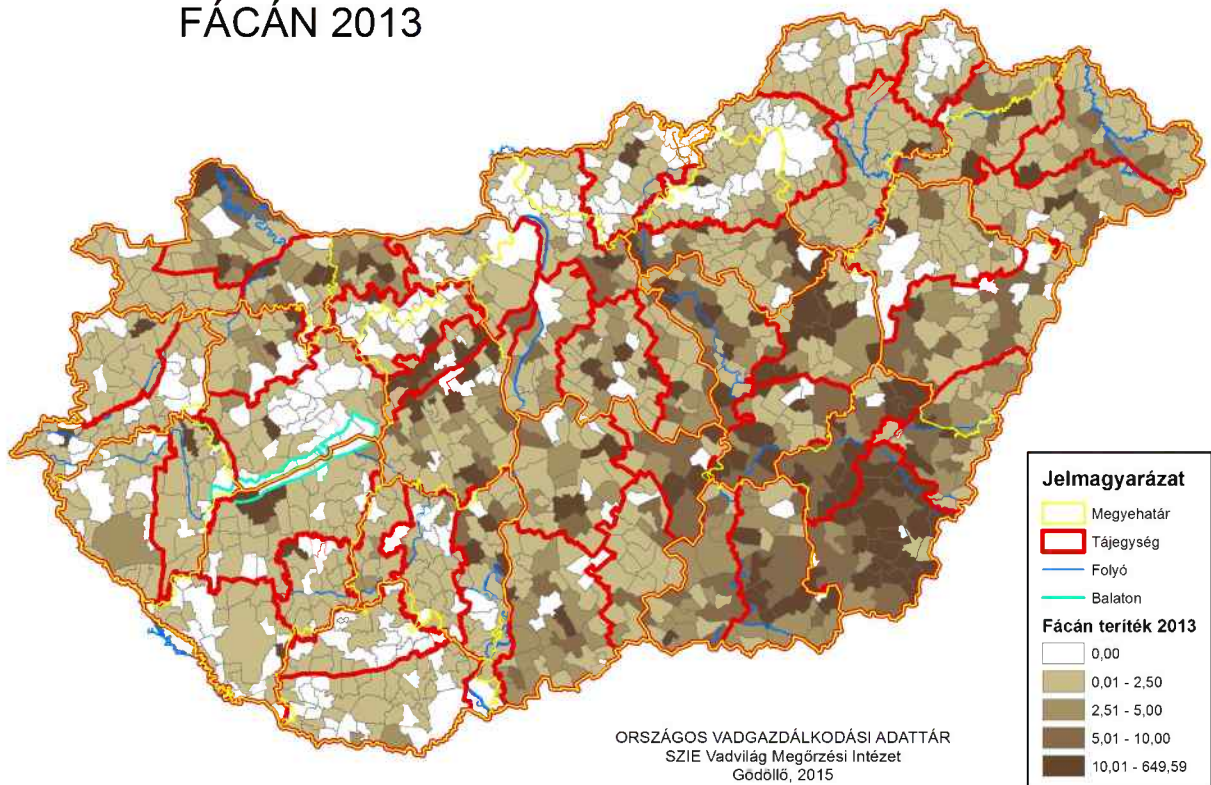 FÁCÁN 2013
Jelmagyarázat
Megyehatár
Tájegység
Folyó
Balaton
Fácán teríték 2013
0,00
0,01 - 2,50
2,51 - 5,00
5,01 - 10,00
10,01 - 649,59
ORSZÁGOS VADGAZDÁLKODÁSI ADATTÁR
SZIE Vadvilág Megőrzési Intézet
Gödöllő, 2015